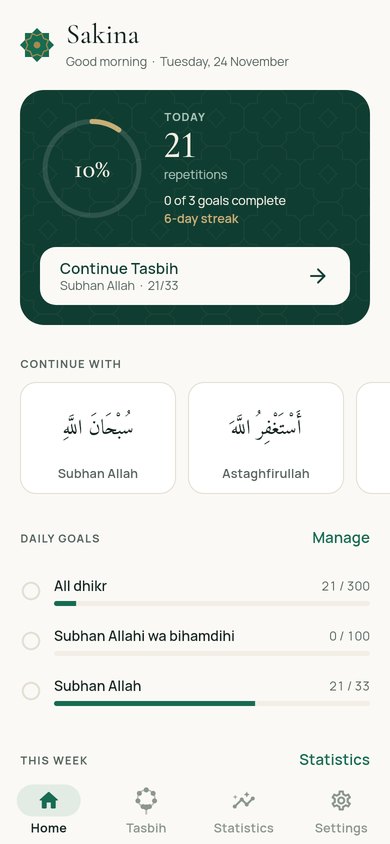 Sakina
Good morning · Tuesday, 24 November
TODAY
21
repetitions
10%
0 of 3 goals complete
6-day streak
Continue Tasbih
Subhan Allah · 21/33
CONTINUE WITH
سُبْحَانَ اللَّهِ
Subhan Allah
أَسْتَغْفِرُ اللَّهَ
Astaghfirullah
DAILY GOALS
Manage
All dhikr
21 / 300
Subhan Allahi wa bihamdihi
0 / 100
Subhan Allah
21 / 33
THIS WEEK
Statistics
Home
Tasbih
Statistics
Settings